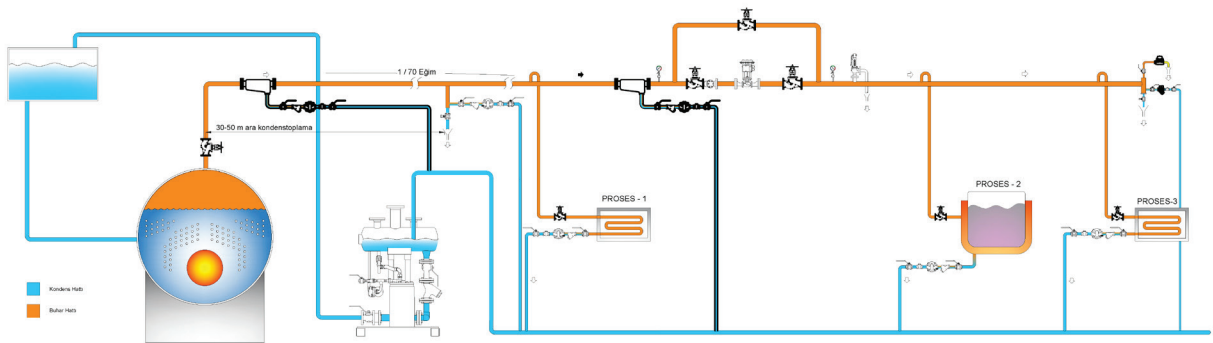 1 / 70 Eğim
30-50 m ara kondenstoplama
PROSES - 1
PROSES - 2
PROSES-3
Kondens Hattı
Buhar Hattı